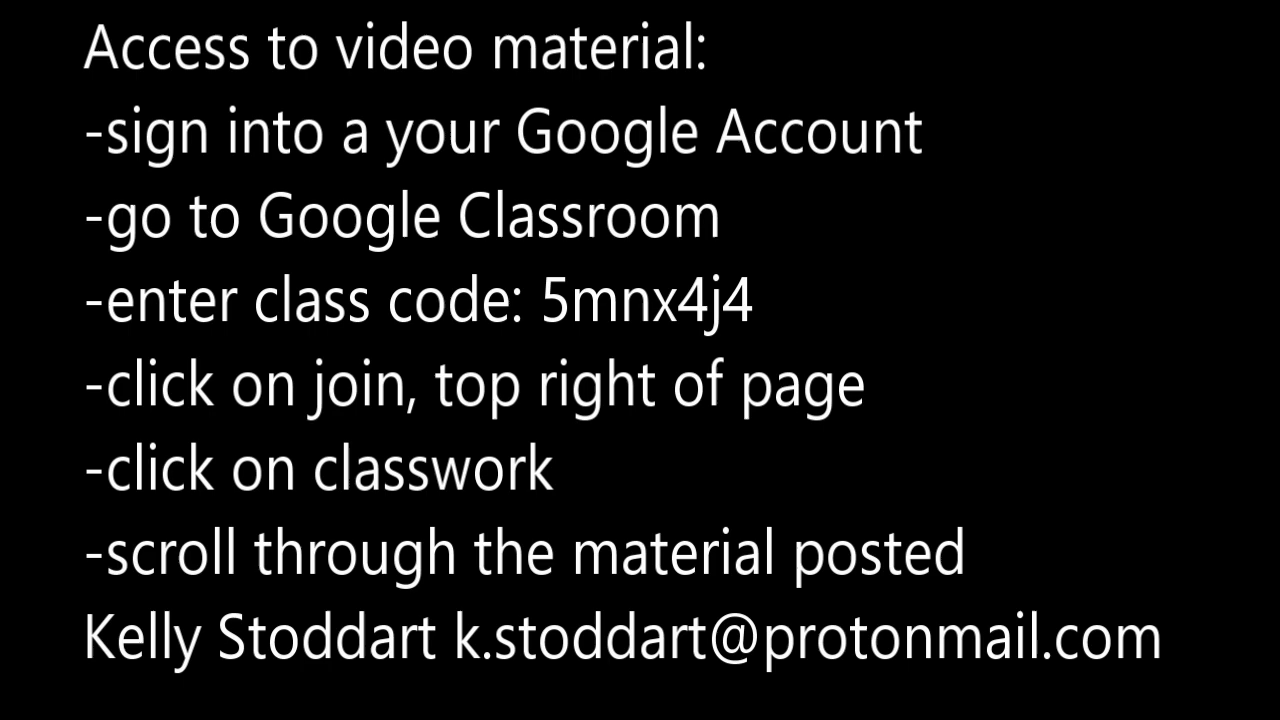 Access to video material:
-sign into a your Google Account
-go to Google Classroom
-enter class code: 5mnx4j4
-click on join, top right of page
-click on classwork
-scroll through the material posted
Kelly Stoddart k.stoddart@protonmail.com